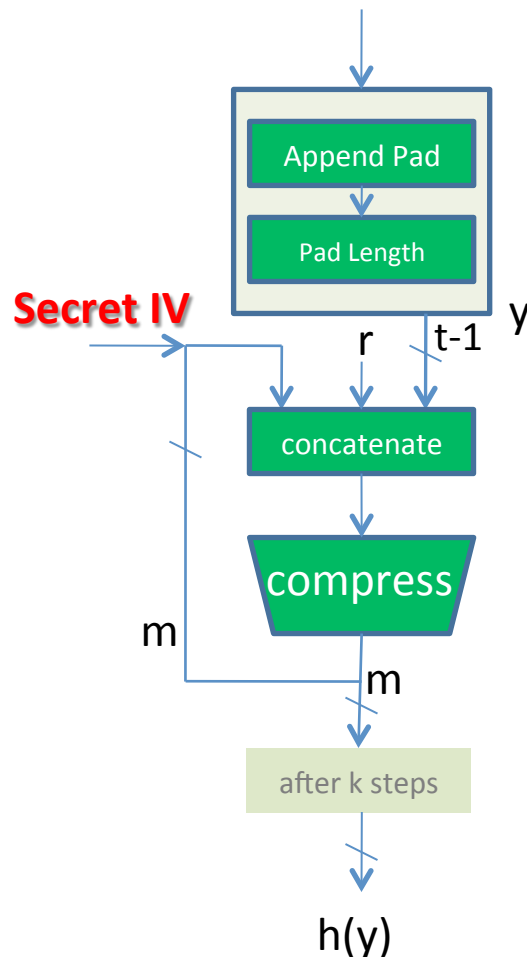 Append Pad
Pad Length
y
Secret IV
r
t-1
concatenate
compress
m
m
after k steps
h(y)